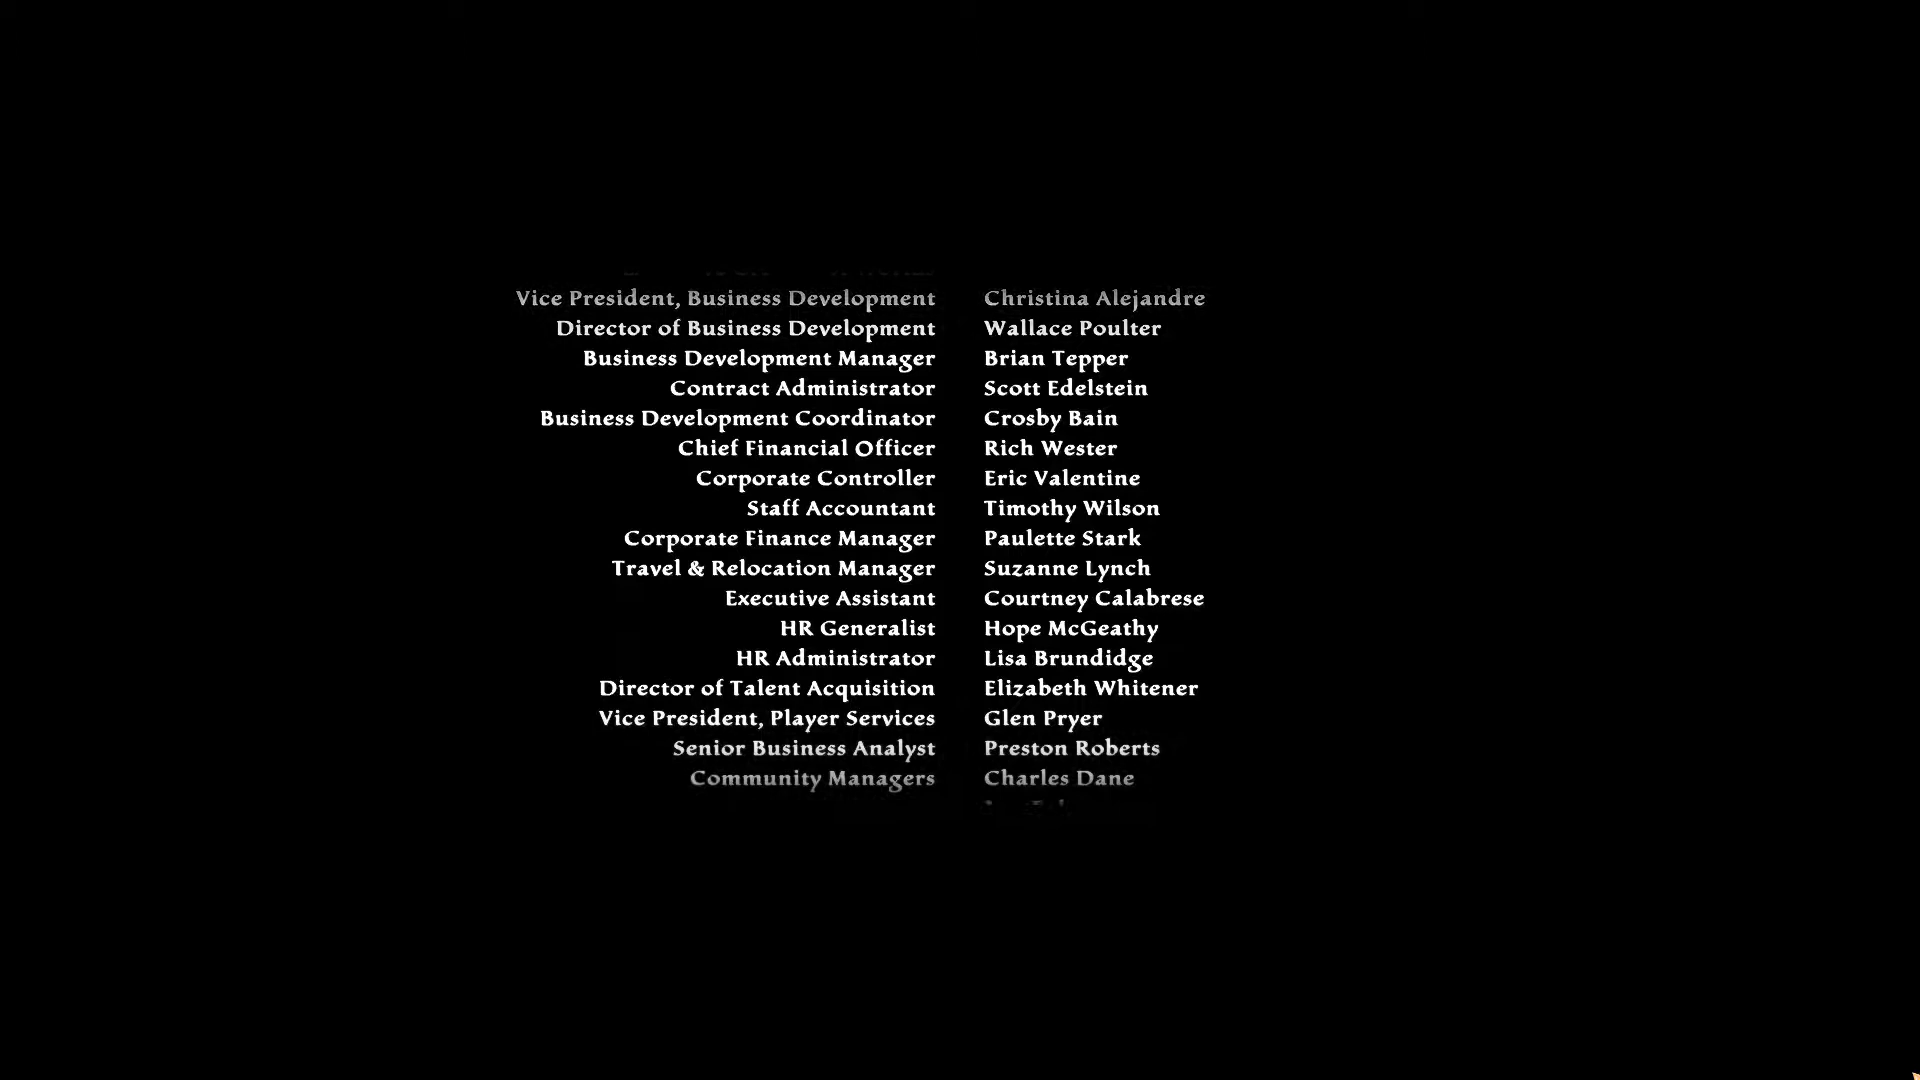 Vice President, Business Development Christina Alejandre
Director of Business Development Wallace Poulter
Business Development Manager Brian Tepper
Contract Administrator Scott Edelstein
Business Development Coordinator Crosby Bain
Chief Financial Officer Rich Wester
Corporate Controller Eric Valentine
Staff Accountant Timothy Wilson
Corporate Finance Manager Paulette Stark
Travel & Relocation Manager Suzanne Lynch
Executive Assistant Courtney Calabrese
HR Generalist Hope McGeathy
HR Administrator Lisa Brundidge
Director of Talent Acquisition Elizabeth Whitener
Vice President, Player Services Glen Pryer
Senior Business Analyst Preston Roberts
Community Managers Charles Dane